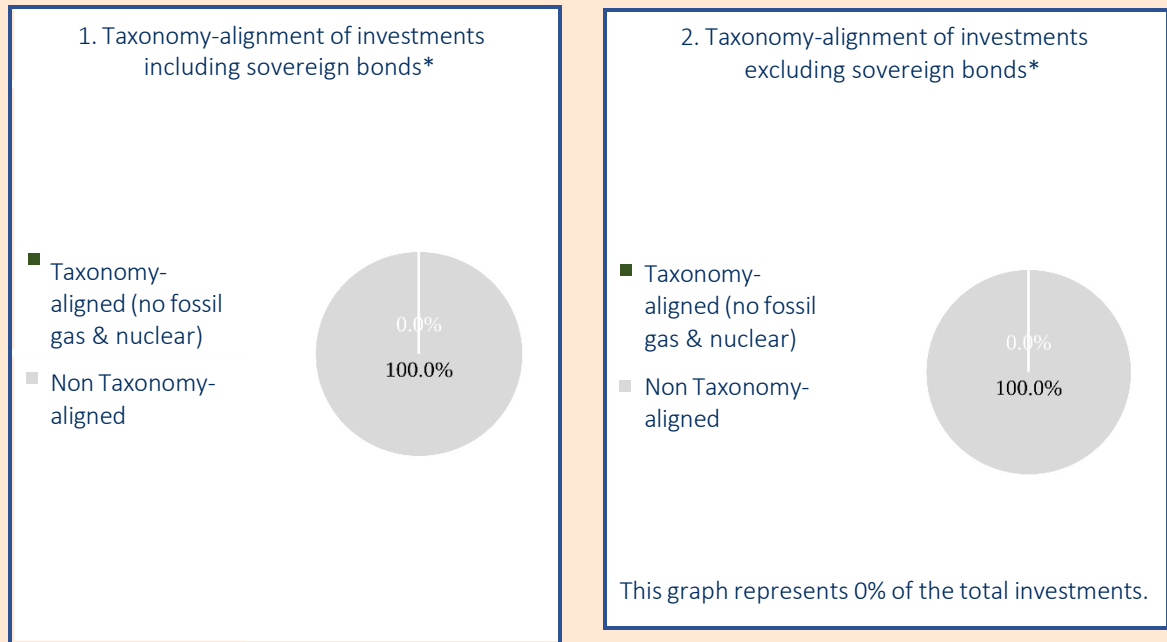 1. Taxonomy-alignment of investments
including sovereign bonds*
Taxonomy-
aligned (no fossil
gas & nuclear)
Non Taxonomy-
aligned
0.0%
100.0%
2. Taxonomy-alignment of investments
excluding sovereign bonds*
Taxonomy-
aligned (no fossil
gas & nuclear)
Non Taxonomy-
aligned
0.0%
100.0%
This graph represents 0% of the total investments.